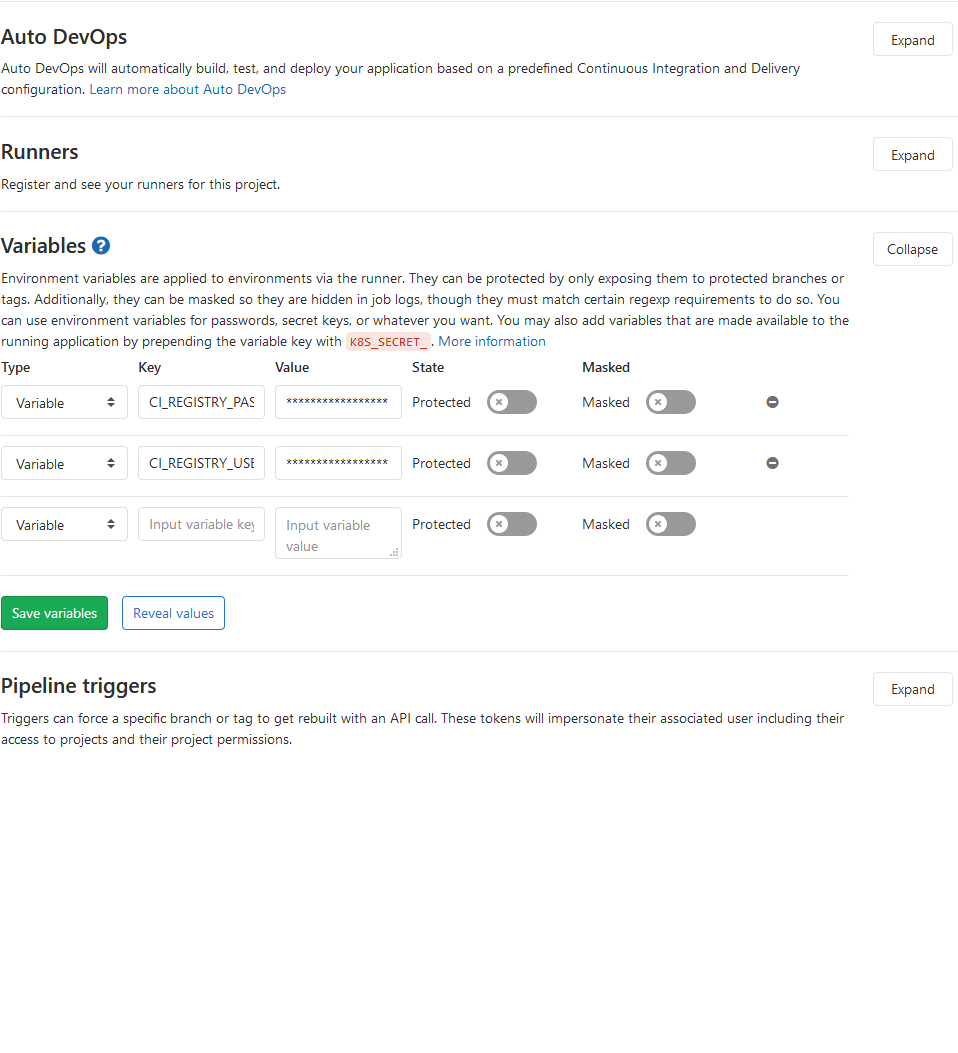 Auto DevOps
Expand
Auto DevOps will automatically build, test, and deploy your application based on a predefined Continuous Integration and Delivery
configuration. Learn more about Auto DevOps
Runners
Expand
Register and see your runners for this project.
Variables ?
Collapse
Environment variables are applied to environments via the runner. They can be protected by only exposing them to protected branches or
tags. Additionally, they can be masked so they are hidden in job logs, though they must match certain regexp requirements to do so. You
can use environment variables for passwords, secret keys, or whatever you want. You may also add variables that are made available to the
running application by prepending the variable key with K8S_SECRET_. More information
Type Key Value State Masked
Variable CI_REGISTRY_PAS ***************** Protected Masked
Variable CI_REGISTRY_USE ***************** Protected Masked
Variable Input variable key Input variable value Protected Masked
Save variables Reveal values
Pipeline triggers
Expand
Triggers can force a specific branch or tag to get rebuilt with an API call. These tokens will impersonate their associated user including their
access to projects and their project permissions.